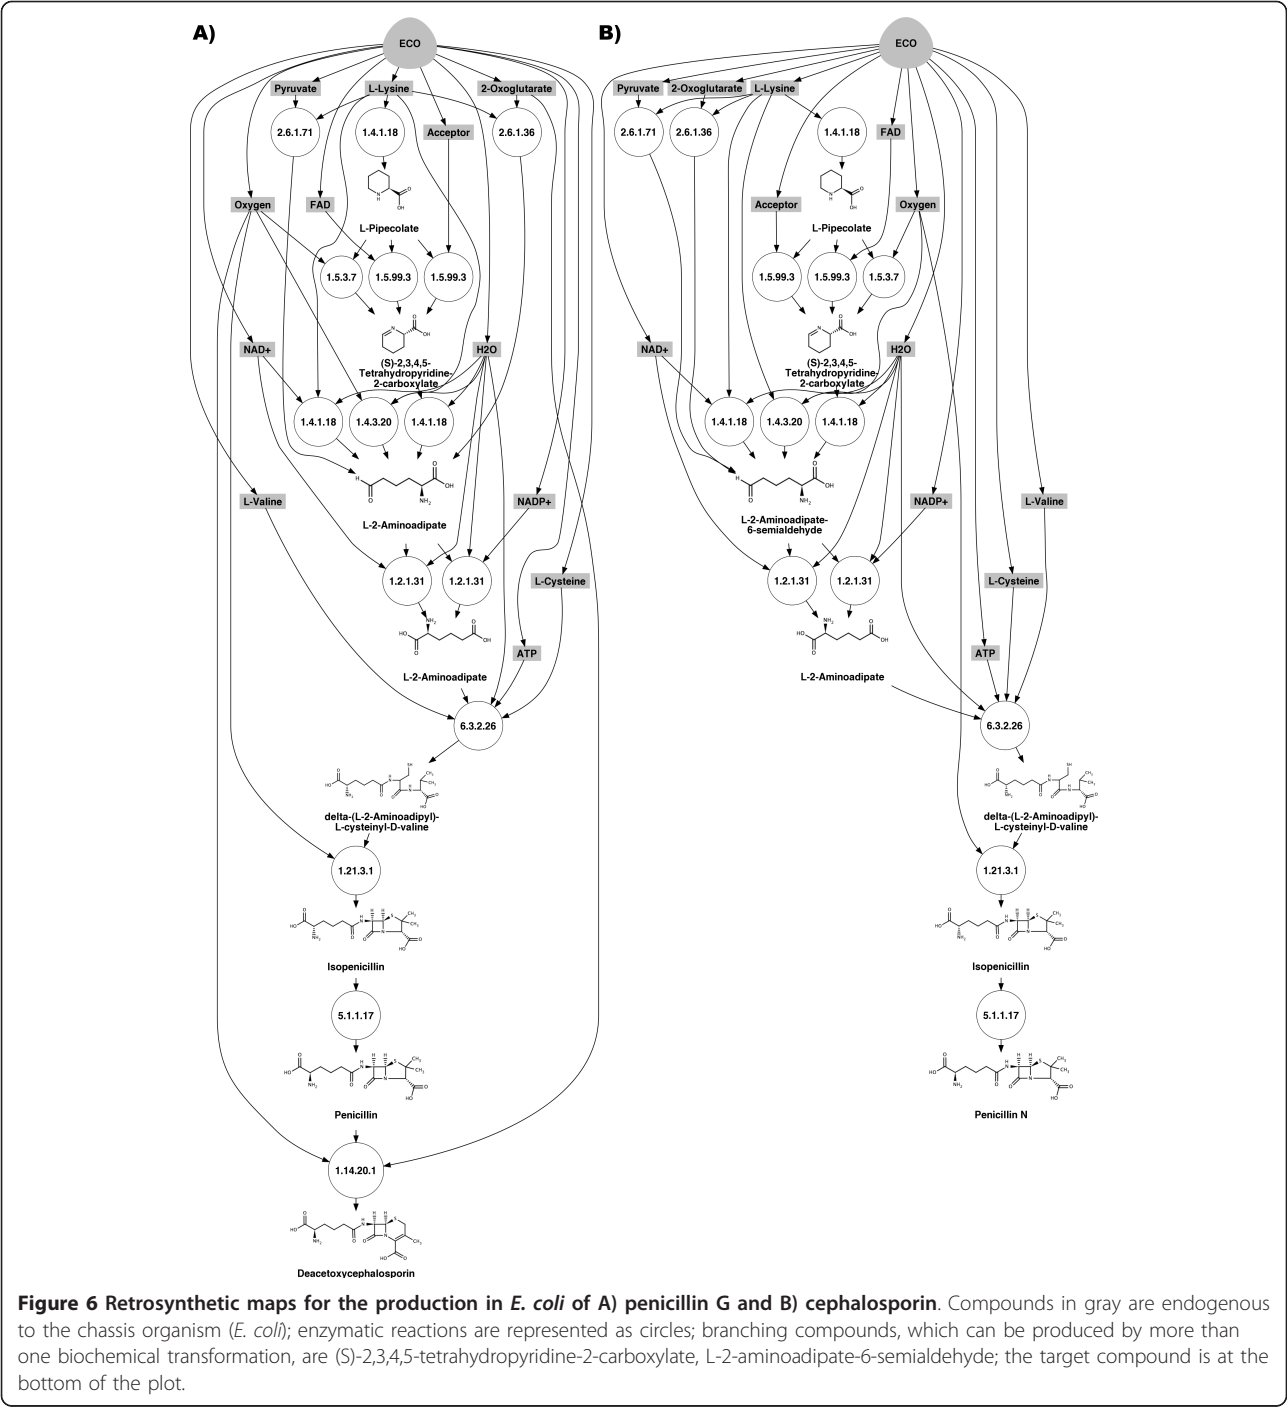 A)
ECO
Pyruvate
L-Lysine
2-Oxoglutarate
2.6.1.71
1.4.1.18
Acceptor
2.6.1.36
Oxygen
FAD
L-Pipecolate
1.5.3.7
1.5.99.3
1.5.99.3
NAD+
H2O
(S)-2,3,4,5-
Tetrahydropyridine-
2-carboxylate
1.4.1.18
1.4.3.20
1.4.1.18
L-Valine
NADP+
L-2-Aminoadipate
1.2.1.31
1.2.1.31
L-Cysteine
ATP
L-2-Aminoadipate
6.3.2.26
delta-(L-2-Aminoadipyl)-
L-cysteinyl-D-valine
1.21.3.1
Isopenicillin
5.1.1.17
Penicillin
1.14.20.1
Deacetoxycephalosporin
B)
ECO
Pyruvate
2-Oxoglutarate
L-Lysine
2.6.1.71
2.6.1.36
1.4.1.18
FAD
Acceptor
Oxygen
L-Pipecolate
1.5.99.3
1.5.99.3
1.5.3.7
NAD+
H2O
(S)-2,3,4,5-
Tetrahydropyridine-
2-carboxylate
1.4.1.18
1.4.3.20
1.4.1.18
NADP+
L-Valine
L-2-Aminoadipate-
6-semialdehyde
1.2.1.31
1.2.1.31
L-Cysteine
ATP
L-2-Aminoadipate
6.3.2.26
delta-(L-2-Aminoadipyl)-
L-cysteinyl-D-valine
1.21.3.1
Isopenicillin
5.1.1.17
Penicillin N
Figure 6 Retrosynthetic maps for the production in E. coli of A) penicillin G and B) cephalosporin. Compounds in gray are endogenous
to the chassis organism (E. coli); enzymatic reactions are represented as circles; branching compounds, which can be produced by more than
one biochemical transformation, are (S)-2,3,4,5-tetrahydropyridine-2-carboxylate, L-2-aminoadipate-6-semialdehyde; the target compound is at the
bottom of the plot.